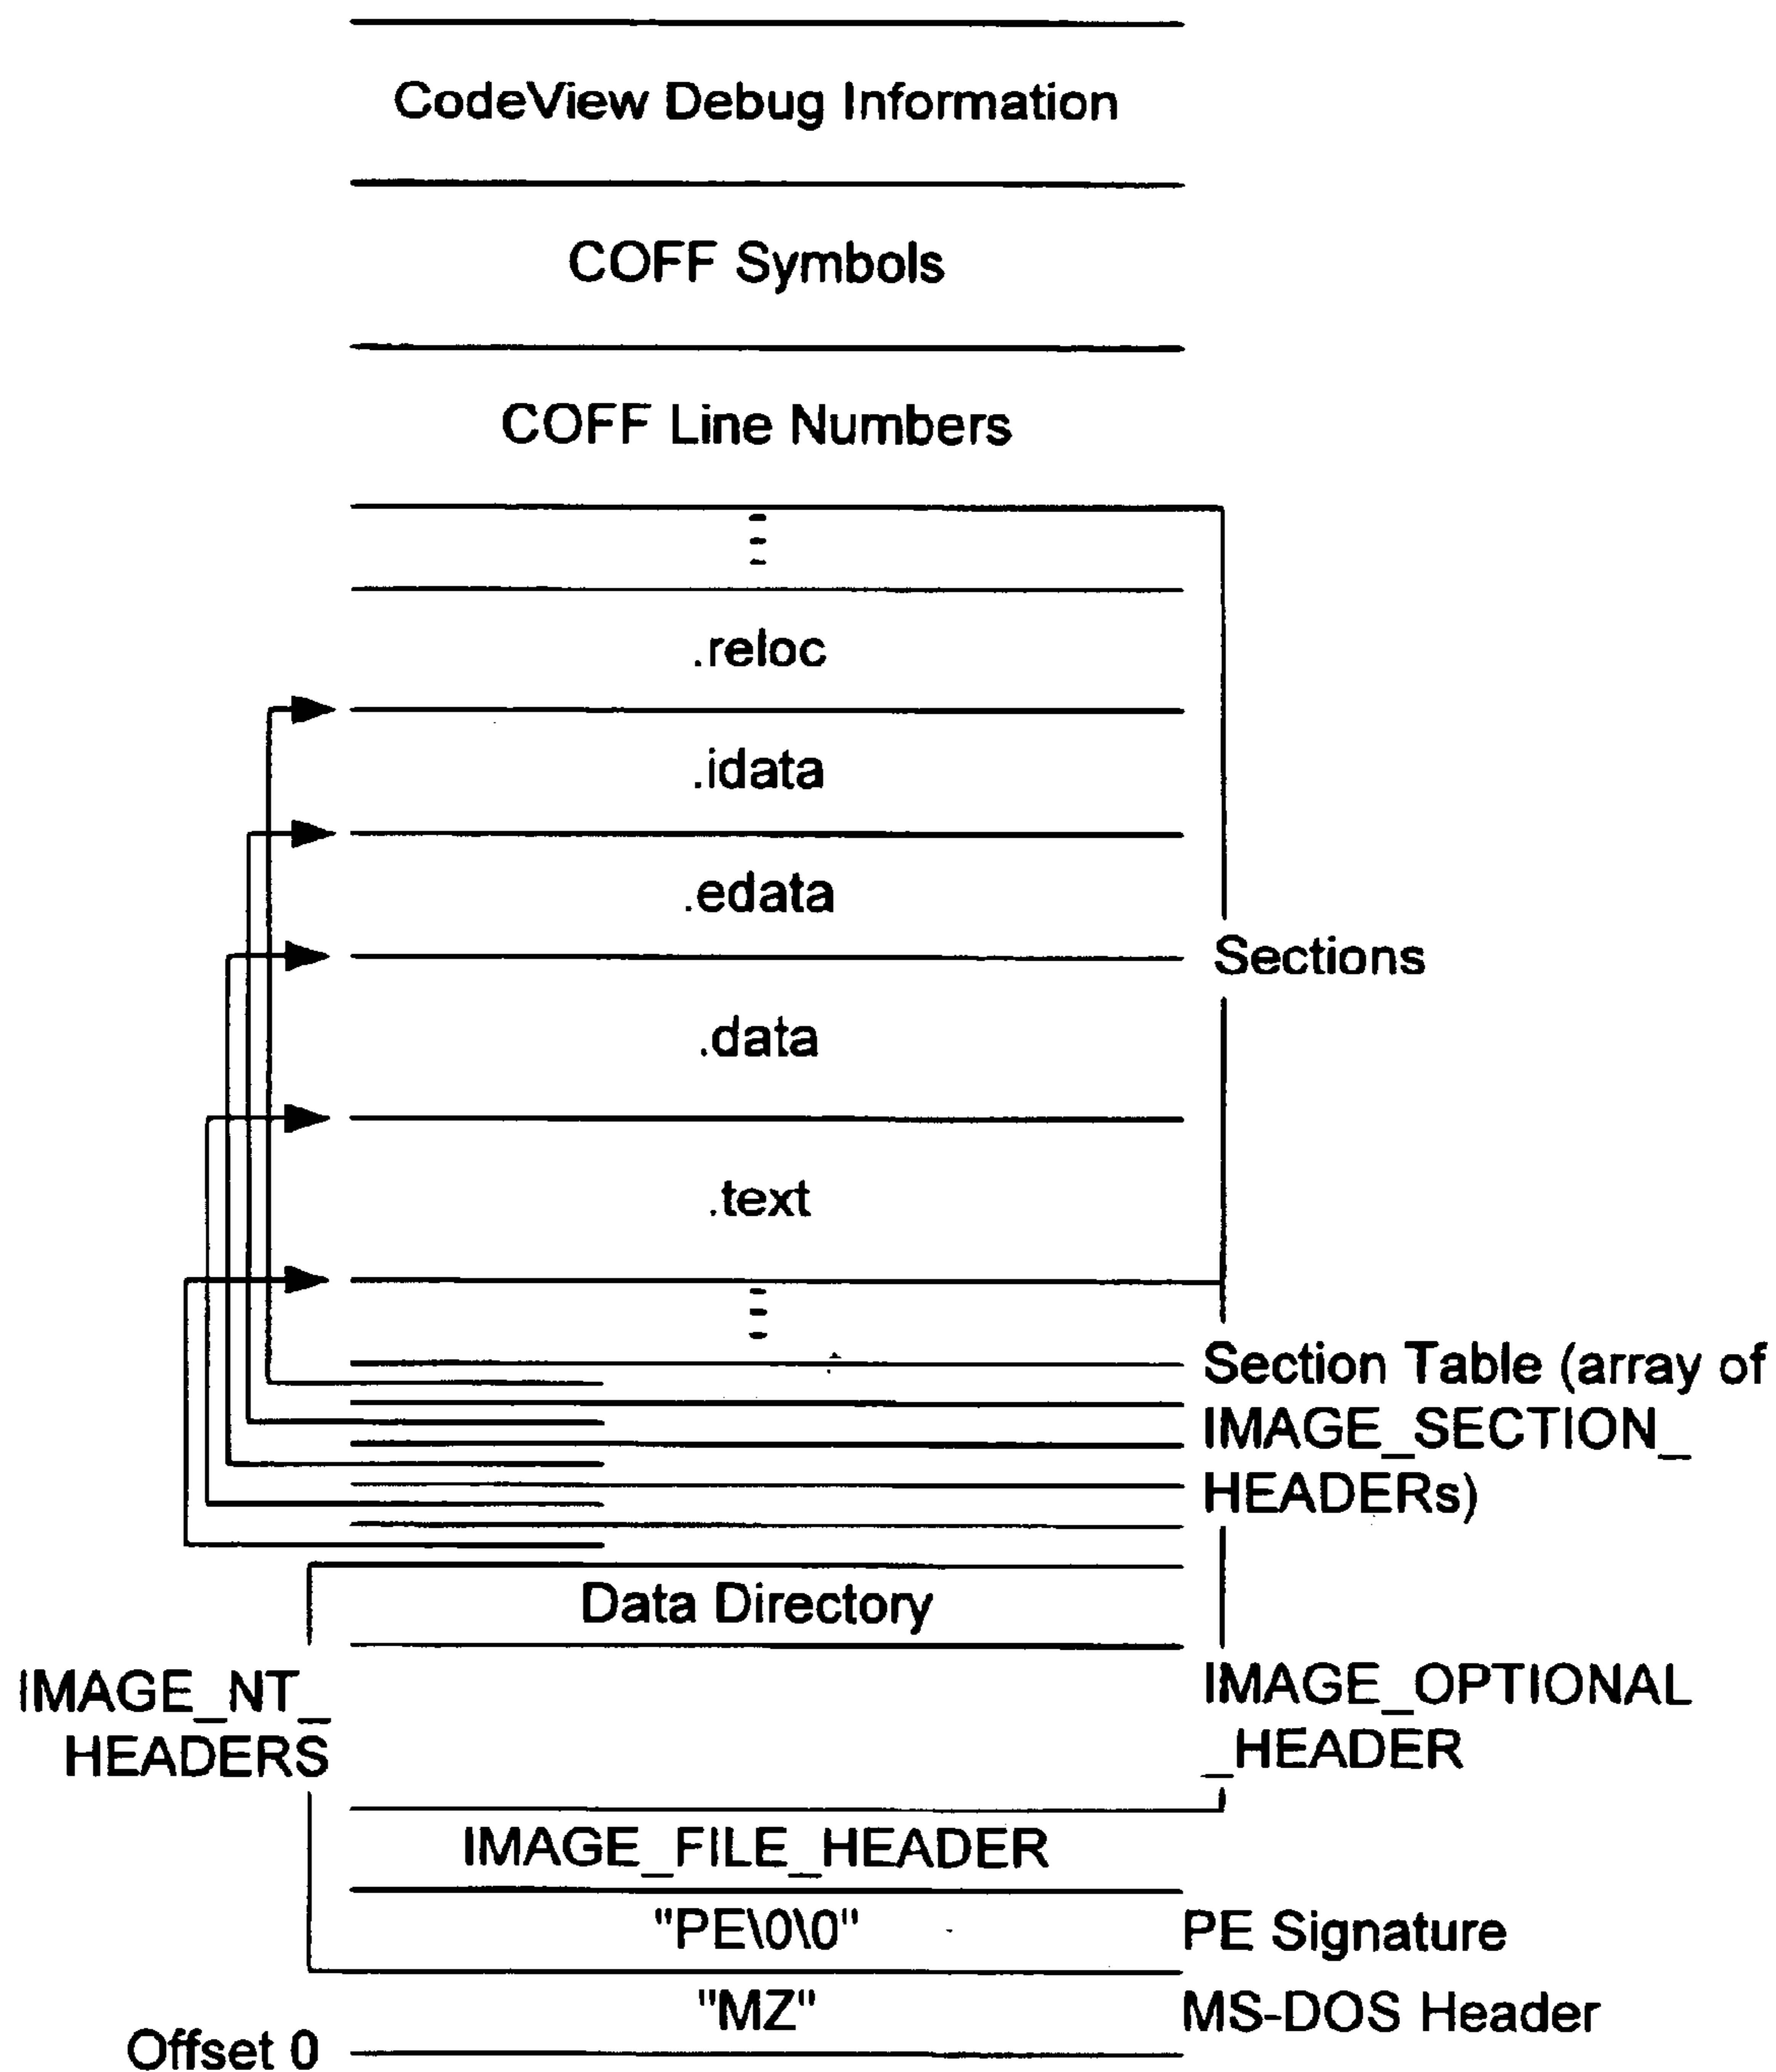 CodeView Debug Information
COFF Symbols
COFF Line Numbers
.reloc
.idata
.edata
Sections
.data
.text
Section Table (array of
IMAGE_SECTION_
HEADERs)
Data Directory
IMAGE_NT_
HEADERS
IMAGE_OPTIONAL
_HEADER
IMAGE_FILE_HEADER
"PE\0\0"
PE Signature
"MZ"
MS-DOS Header
Offset 0